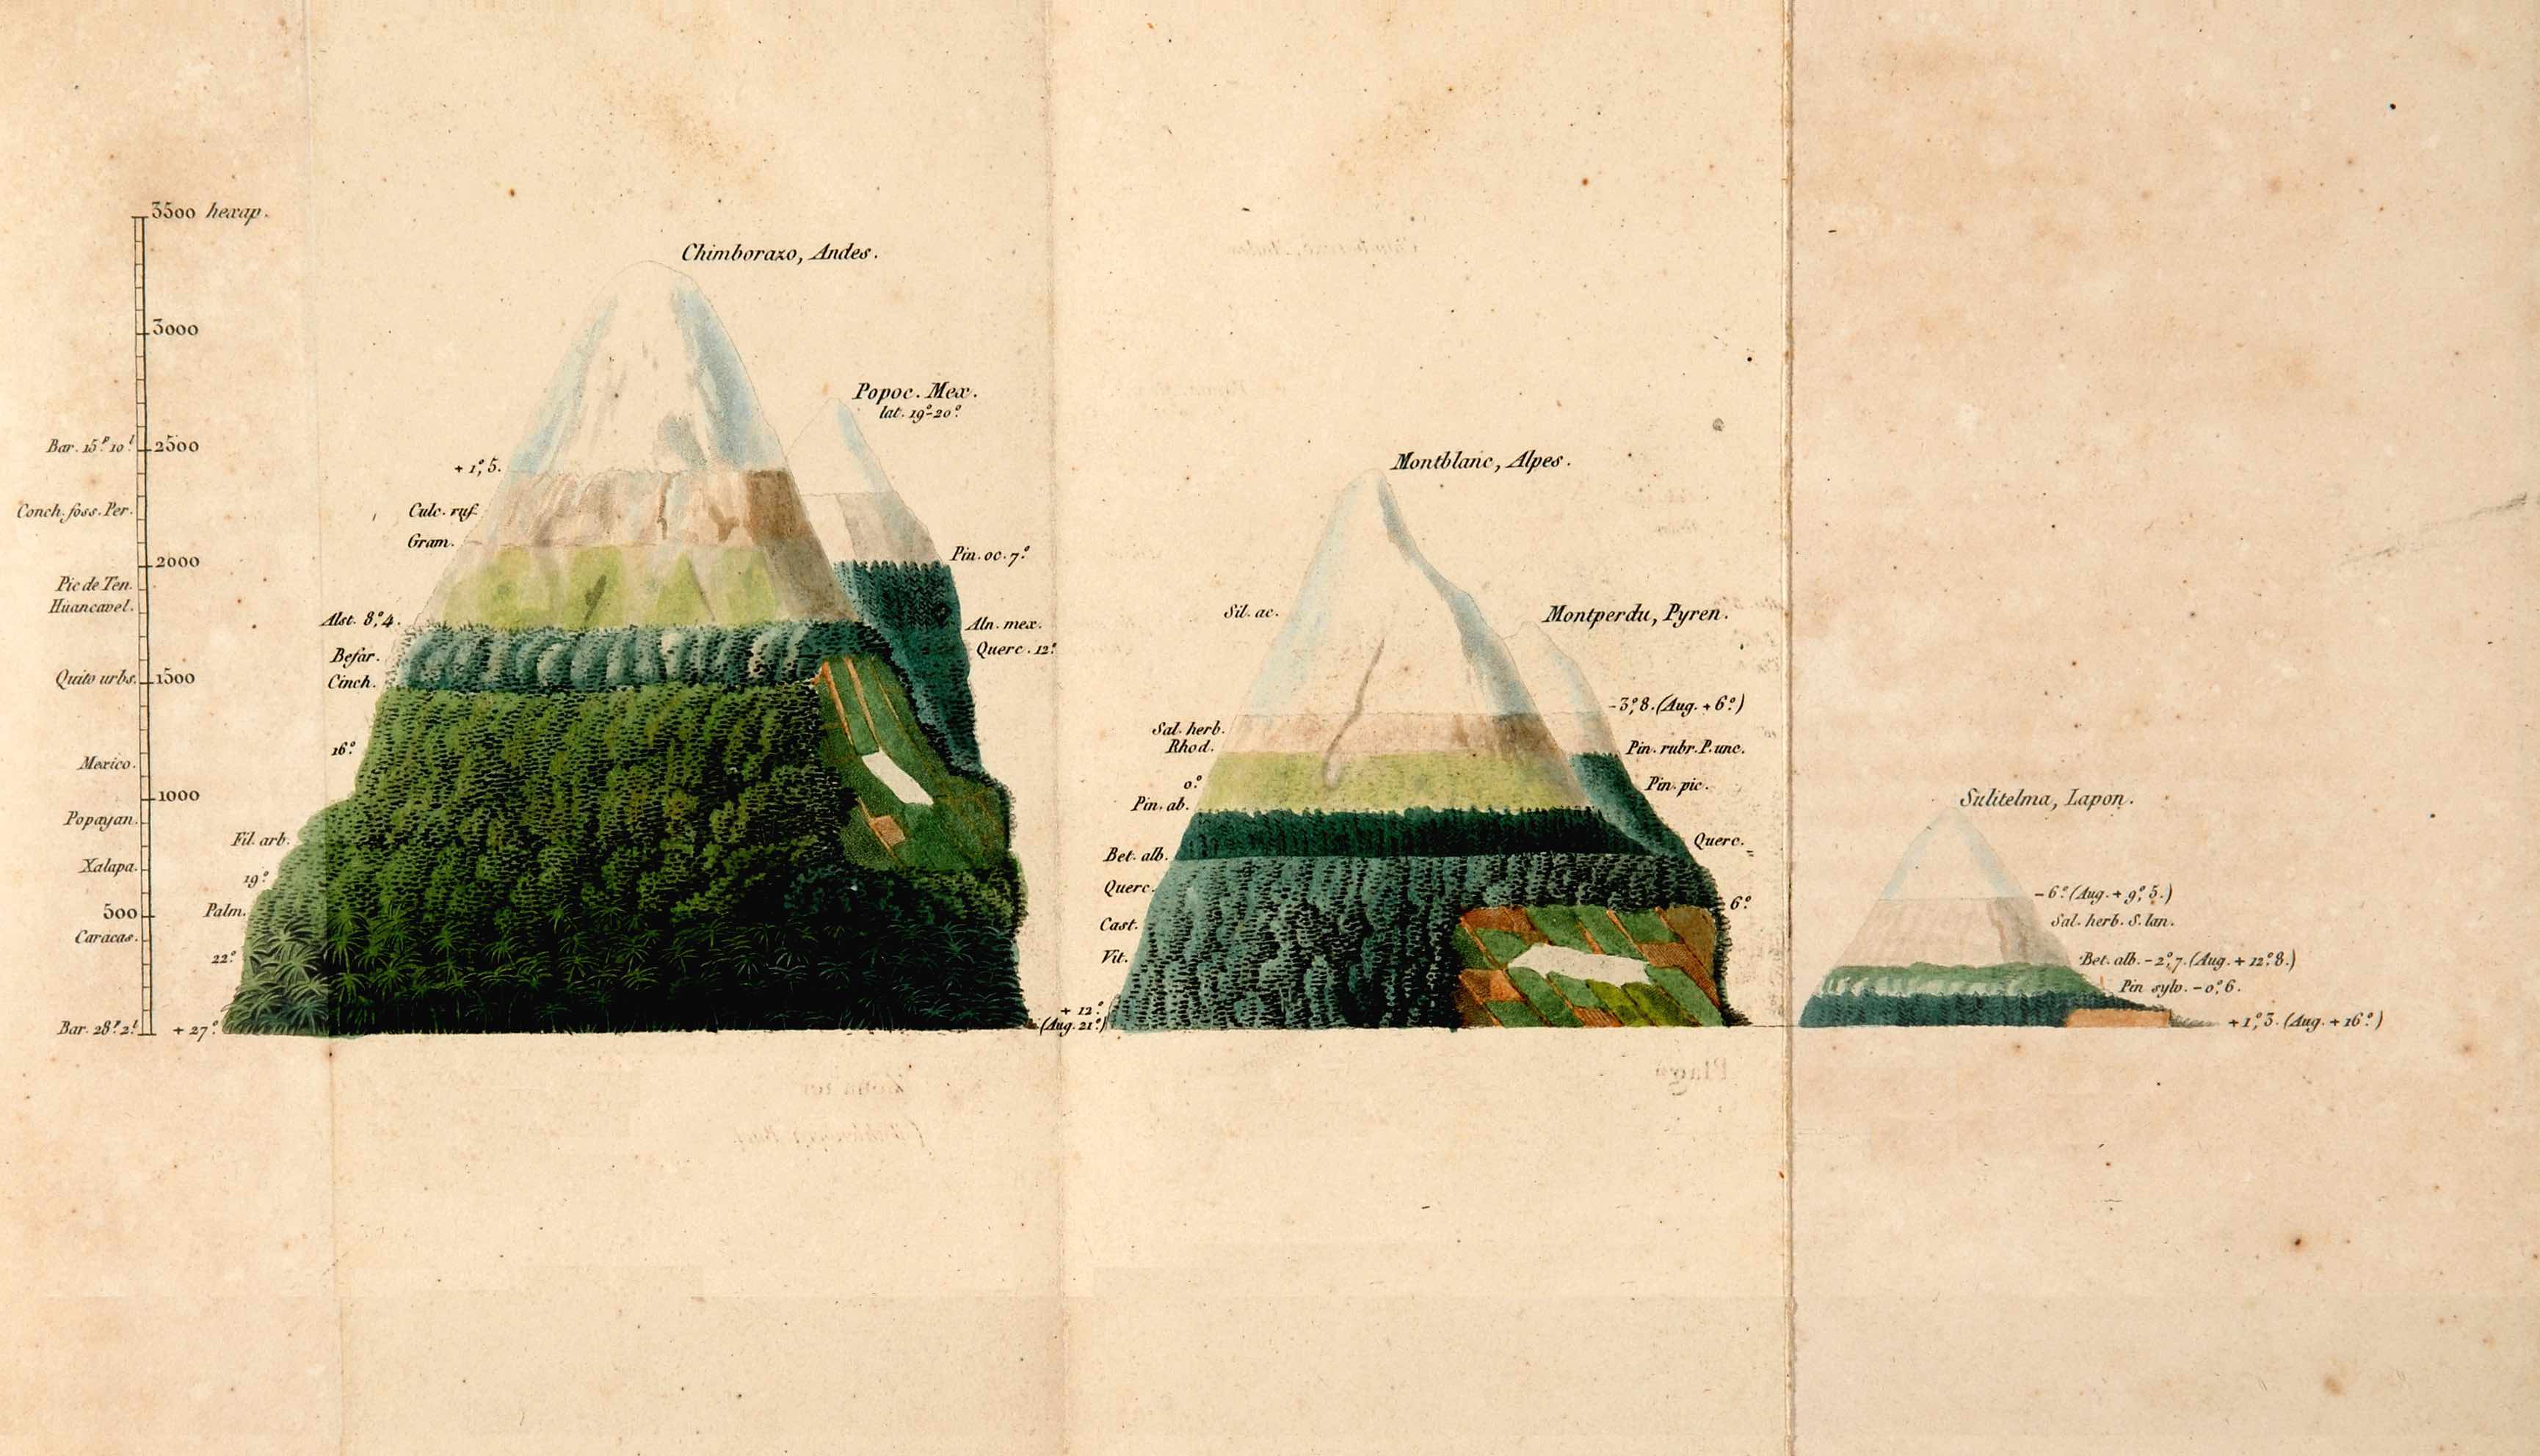 3500 hexap.
3000
Bar. 15.P 10.l 2500
Conch. foss. Per.
2000
Pic de Ten.
Huancavel.
Quito urbs. 1500
Mexico.
1000
Popayan.
Xalapa.
500
Caracas.
Bar. 28.P 2.l
Chimborazo, Andes.
+ 1°,5.
Culc. ruf.
Gram.
Alst. 8°,4.
Befar.
Cinch.
16°
Fil. arb.
19°
Palm.
22°
+ 27°
Popoc. Mex.
lat. 19°-20°
Pin. oc. 7°
Aln. mex.
Querc. 12°
Montblanc, Alpes.
Sil. ac.
Sal. herb.
Rhod.
0°
Pin. ab.
Bet. alb.
Querc.
Cast.
Vit.
+ 12°
(Aug. 21°)
Montperdu, Pyren.
-3°,8. (Aug. + 6°)
Pin. rubr. P. unc.
Pin. pic.
Querc.
6°
Sulitelma, Lapon.
-6° (Aug. + 9°,5.)
Sal. herb. S. lan.
Bet. alb. -2°,7. (Aug. + 12°,8.)
Pin sylv. -0°,6.
+1°,3. (Aug. + 16°)